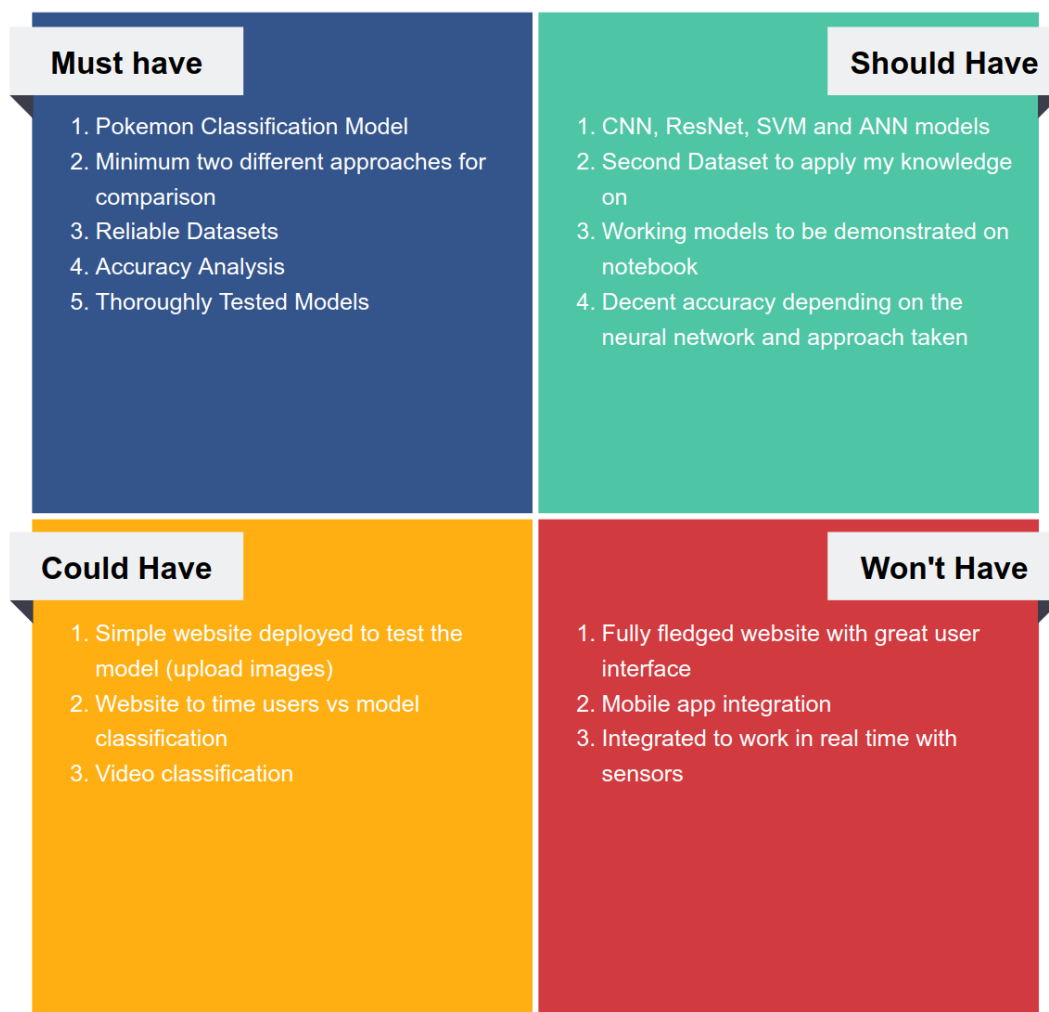 Must have
1. Pokemon Classification Model
2. Minimum two different approaches for
comparison
3. Reliable Datasets
4. Accuracy Analysis
5. Thoroughly Tested Models
Should Have
1. CNN, ResNet, SVM and ANN models
2. Second Dataset to apply my knowledge
on
3. Working models to be demonstrated on
notebook
4. Decent accuracy depending on the
neural network and approach taken
Could Have
1. Simple website deployed to test the
model (upload images)
2. Website to time users vs model
classification
3. Video classification
Won't Have
1. Fully fledged website with great user
interface
2. Mobile app integration
3. Integrated to work in real time with
sensors